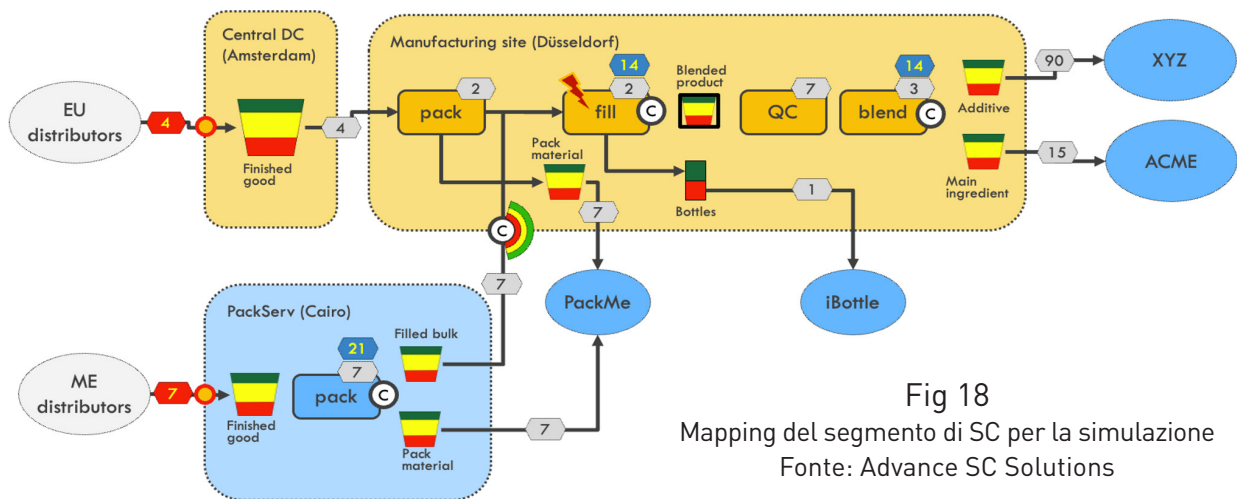 Central DC
(Amsterdam)
EU
distributors
4
Finished
good
4
Manufacturing site (Düsseldorf)
pack
2
fill
14
2
C
Blended
product
QC
7
blend
14
3
C
Additive
90
XYZ
Main
ingredient
15
ACME
Pack
material
7
Bottles
1
C
7
PackMe
iBottle
PackServ (Cairo)
ME
distributors
7
Finished
good
pack
21
7
C
Filled bulk
Pack
material
7
Fig 18
Mapping del segmento di SC per la simulazione
Fonte: Advance SC Solutions